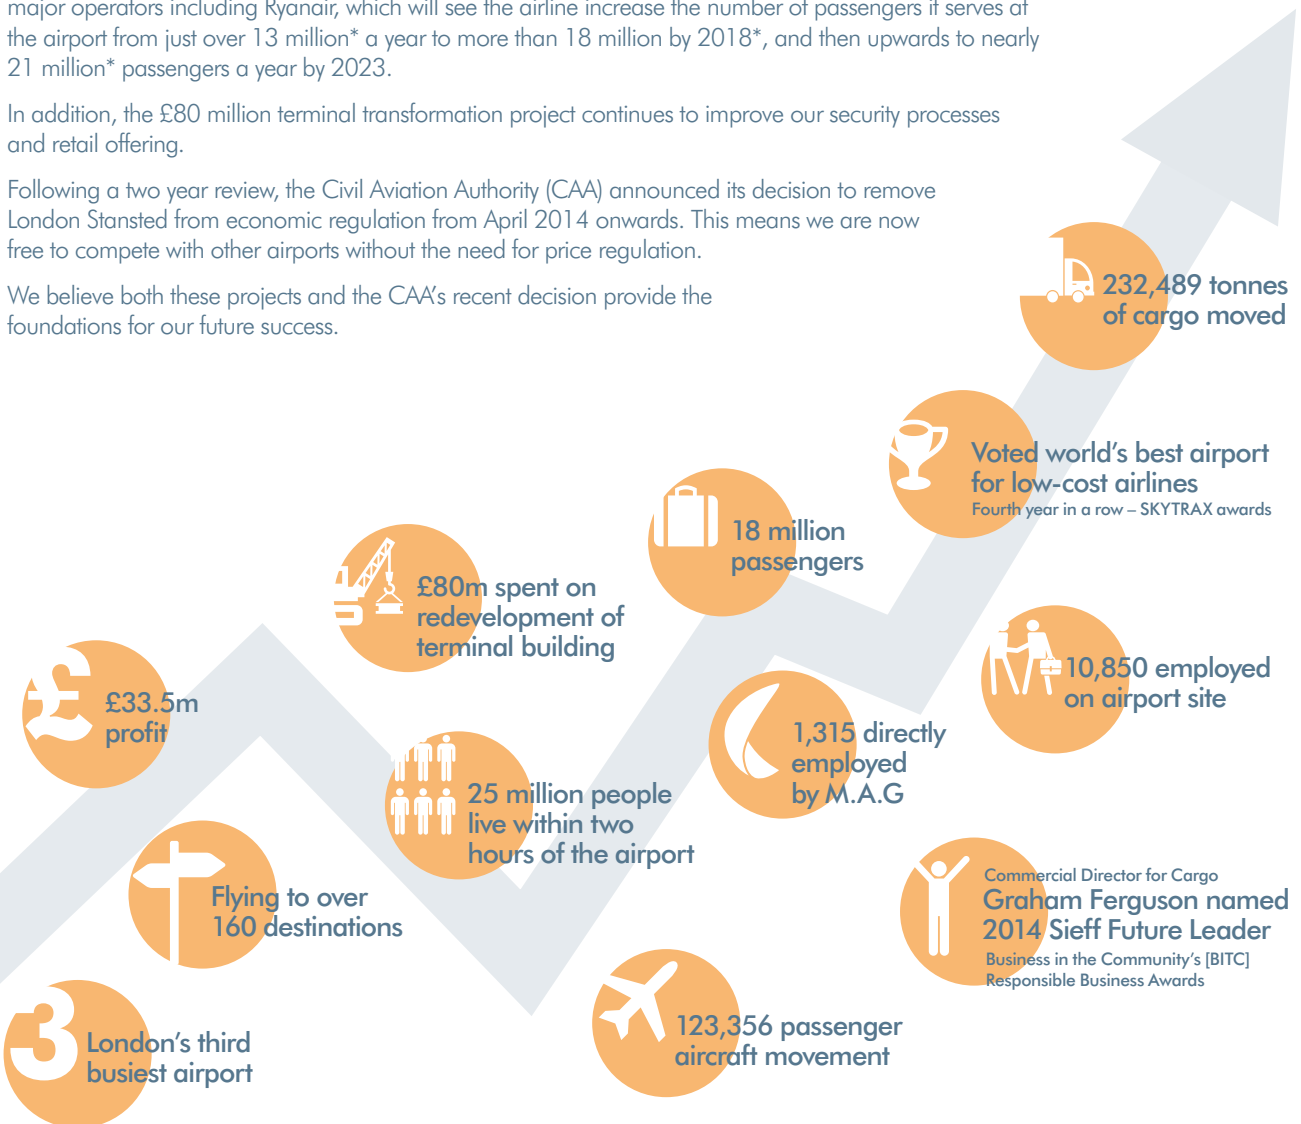 major operators including Ryanair, which will see the airline increase the number of passengers it serves at
the airport from just over 13 million* a year to more than 18 million by 2018*, and then upwards to nearly
21 million* passengers a year by 2023.
In addition, the £80 million terminal transformation project continues to improve our security processes
and retail offering.
Following a two year review, the Civil Aviation Authority (CAA) announced its decision to remove
London Stansted from economic regulation from April 2014 onwards. This means we are now
free to compete with other airports without the need for price regulation.
We believe both these projects and the CAA's recent decision provide the
foundations for our future success.
232,489 tonnes
of cargo moved
Voted world's best airport
for low-cost airlines
Fourth year in a row – SKYTRAX awards
18 million
passengers
£80m spent on
redevelopment of
terminal building
£
£33.5m
profit
10,850 employed
on airport site
1,315 directly
employed
by M.A.G
25 million people
live within two
hours of the airport
Flying to over
160 destinations
Commercial Director for Cargo
Graham Ferguson named
2014 Sieff Future Leader
Business in the Community's [BITC]
Responsible Business Awards
123,356 passenger
aircraft movement
3
London's third
busiest airport